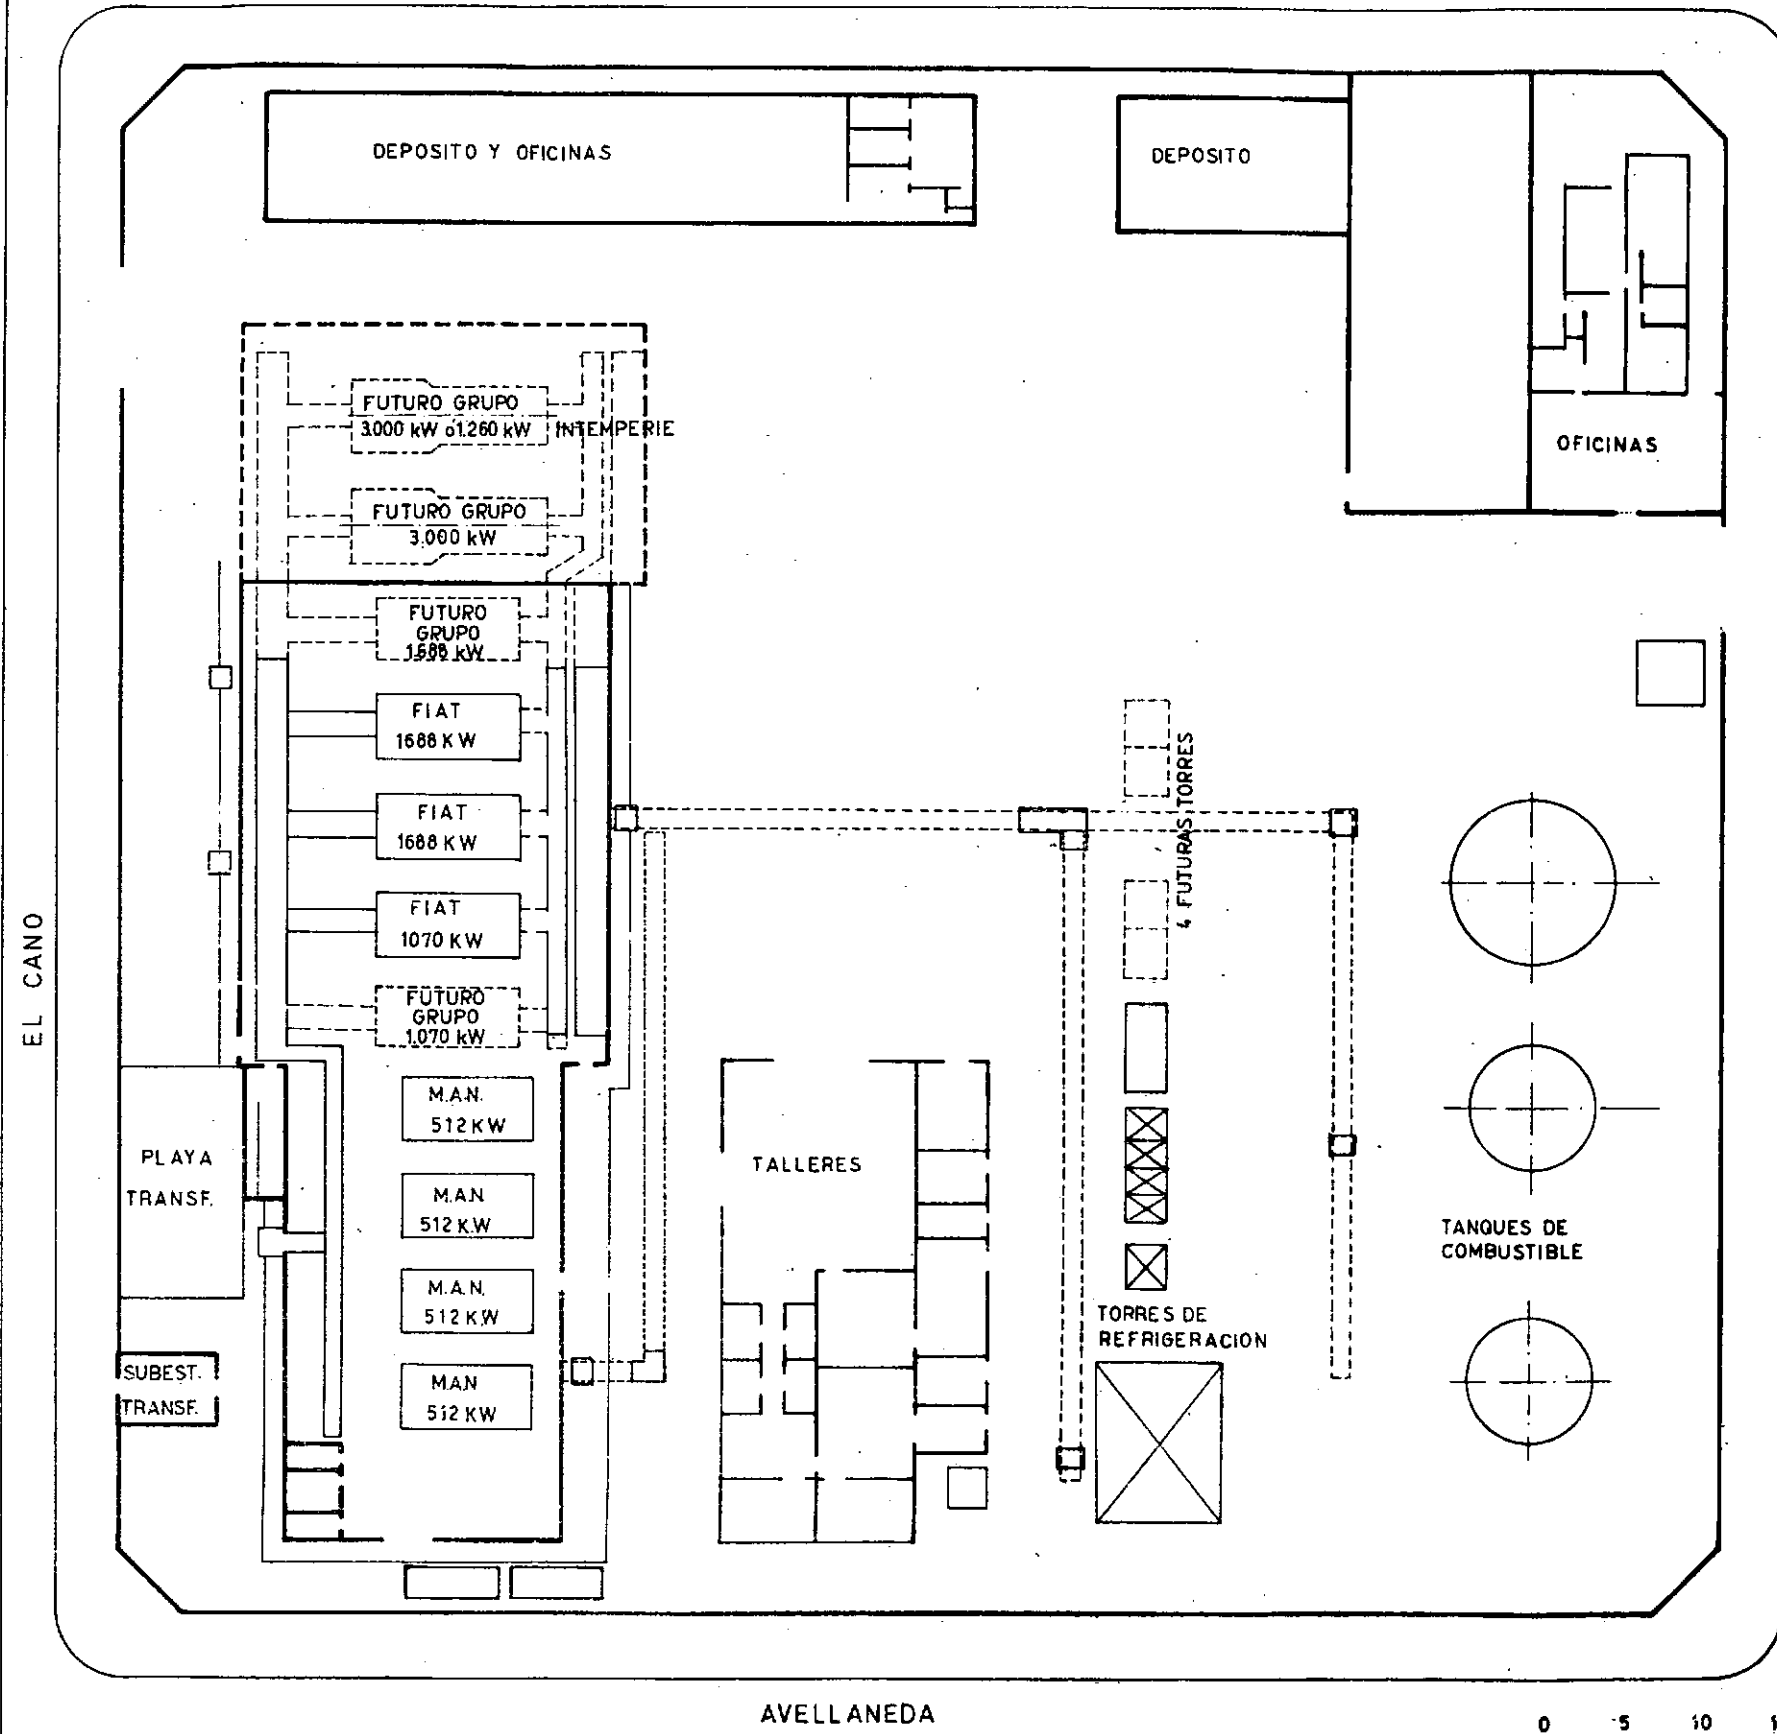 DEPOSITO Y OFICINAS
DEPOSITO
FUTURO GRUPO
3.000 kW ó 1.260 kW INTEMPERIE
FUTURO GRUPO
3.000 kW
OFICINAS
FUTURO
GRUPO
1.688 kW
FIAT
1688 KW
FIAT
1688 KW
FIAT
1070 KW
FUTURO
GRUPO
1.070 kW
4 FUTURAS TORRES
EL CANO
M.A.N.
512 KW
M.A.N
512 K.W
M.A.N.
512 KW
M.A.N
512 KW
PLAYA
TRANSF.
SUBEST.
TRANSF.
TALLERES
TORRES DE
REFRIGERACION
TANQUES DE
COMBUSTIBLE
AVELLANEDA
0 5 10